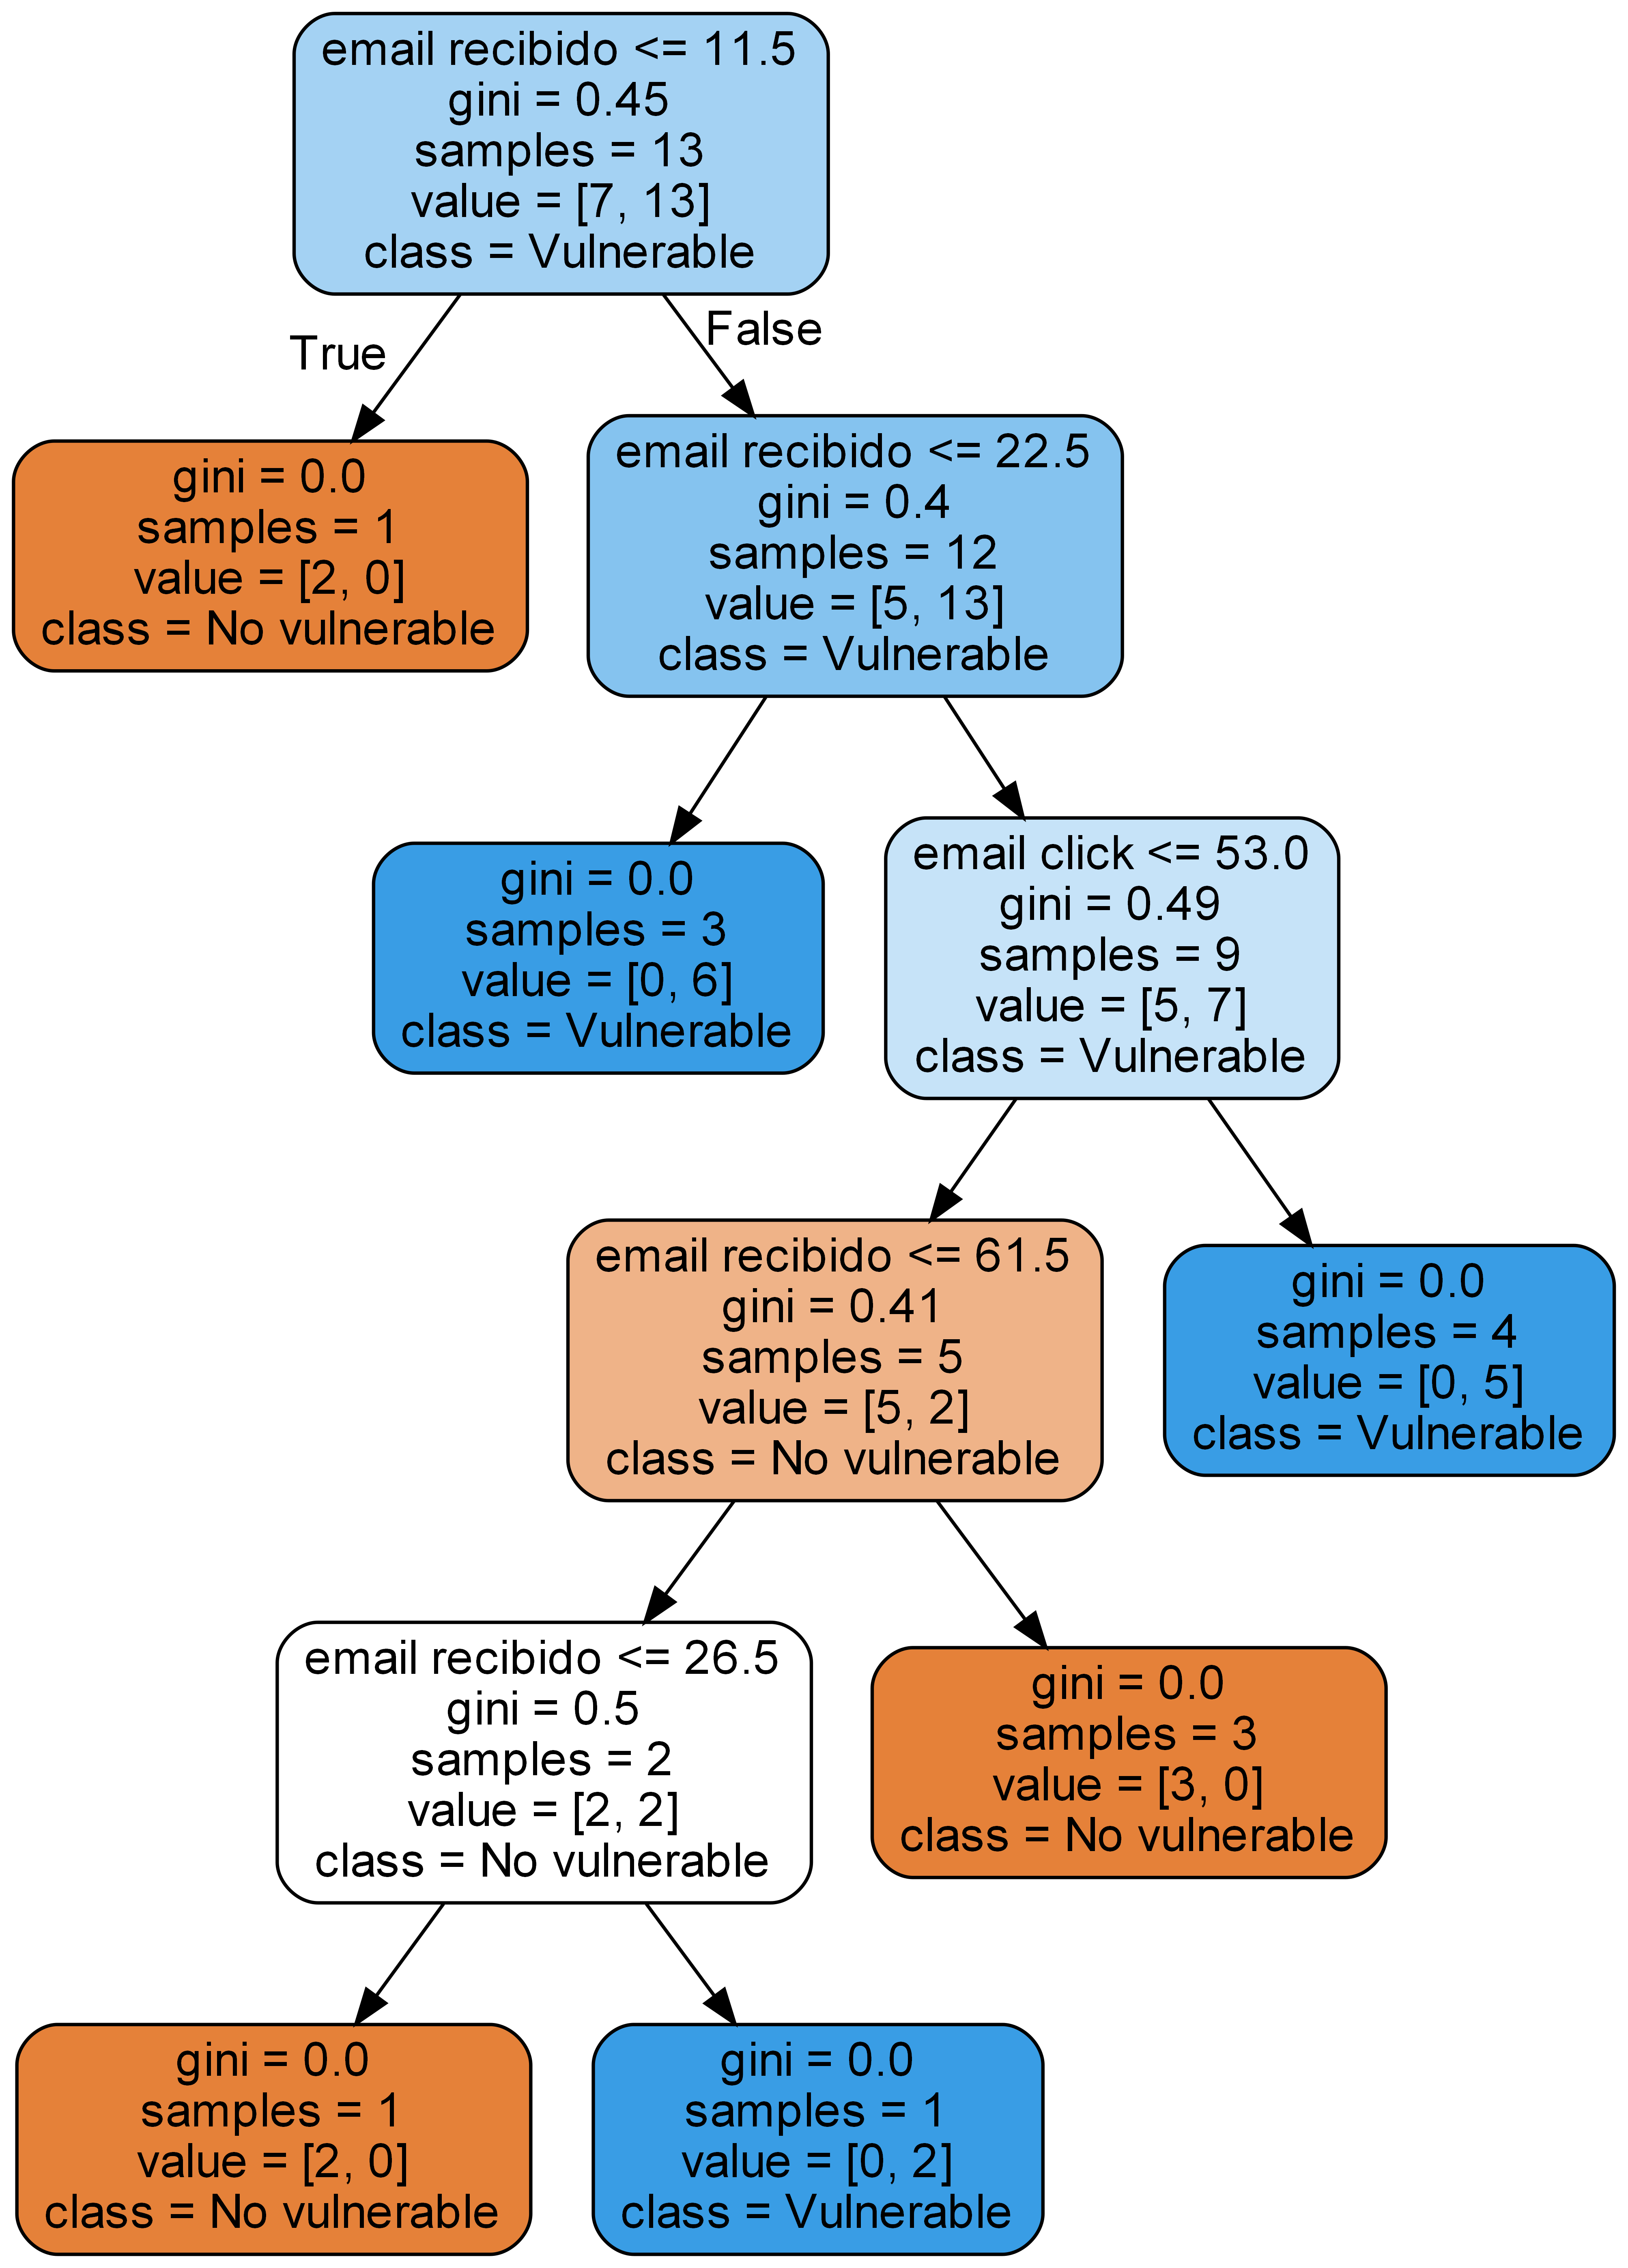 email recibido <= 11.5
gini = 0.45
samples = 13
value = [7, 13]
class = Vulnerable
True
False
gini = 0.0
samples = 1
value = [2, 0]
class = No vulnerable
email recibido <= 22.5
gini = 0.4
samples = 12
value = [5, 13]
class = Vulnerable
gini = 0.0
samples = 3
value = [0, 6]
class = Vulnerable
email click <= 53.0
gini = 0.49
samples = 9
value = [5, 7]
class = Vulnerable
email recibido <= 61.5
gini = 0.41
samples = 5
value = [5, 2]
class = No vulnerable
gini = 0.0
samples = 4
value = [0, 5]
class = Vulnerable
email recibido <= 26.5
gini = 0.5
samples = 2
value = [2, 2]
class = No vulnerable
gini = 0.0
samples = 3
value = [3, 0]
class = No vulnerable
gini = 0.0
samples = 1
value = [2, 0]
class = No vulnerable
gini = 0.0
samples = 1
value = [0, 2]
class = Vulnerable